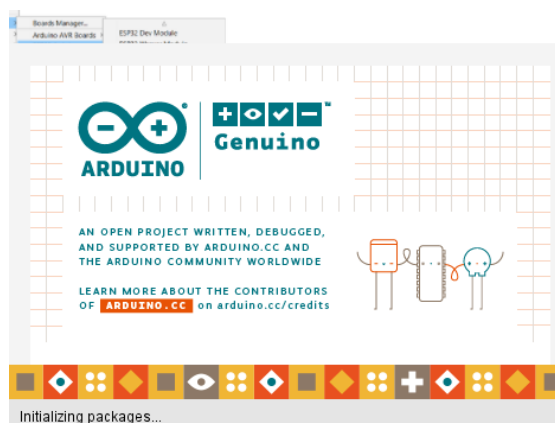 Boards Manager...
Arduino AVR Boards
ESP32 Dev Module
ARDUINO
Genuino
™
AN OPEN PROJECT WRITTEN, DEBUGGED,
AND SUPPORTED BY ARDUINO.CC AND
THE ARDUINO COMMUNITY WORLDWIDE
LEARN MORE ABOUT THE CONTRIBUTORS
OF ARDUINO.CC on arduino.cc/credits
Initializing packages...